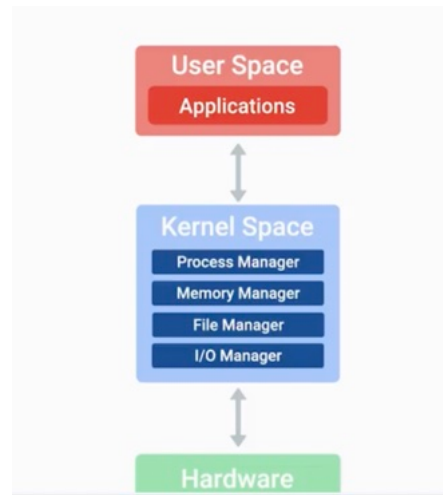 User Space
Applications
Kernel Space
Process Manager
Memory Manager
File Manager
I/O Manager
Hardware